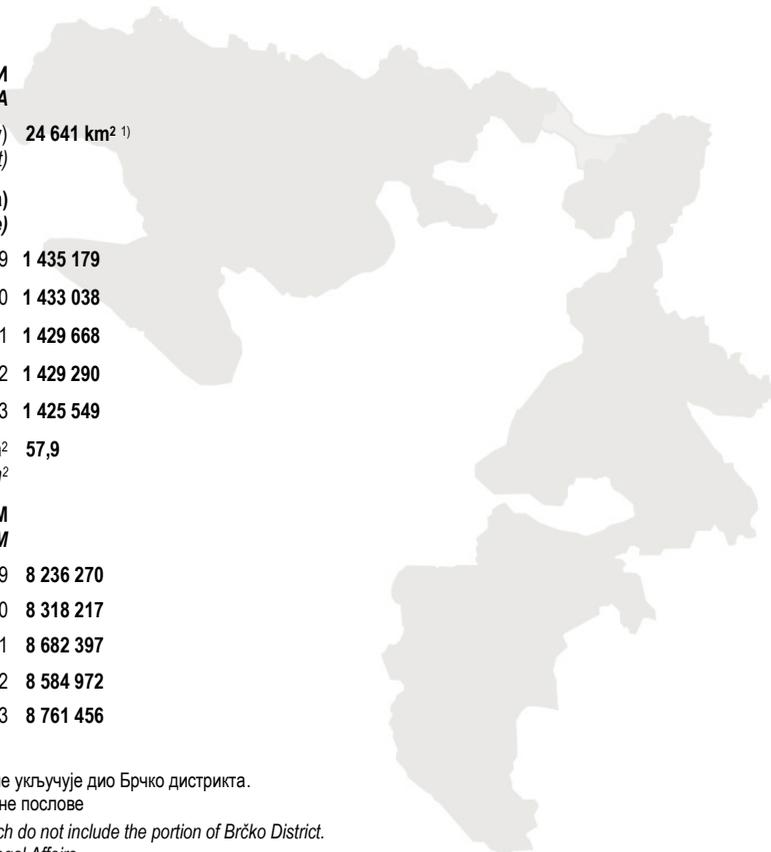 И
А
) 24 641 km² ¹⁾
t)
)
e)
9 1 435 179
0 1 433 038
1 1 429 668
2 1 429 290
3 1 425 549
² 57,9
²
М
M
9 8 236 270
0 8 318 217
1 8 682 397
2 8 584 972
3 8 761 456
е укључује дио Брчко дистрикта.
не послове
ch do not include the portion of Brčko District.